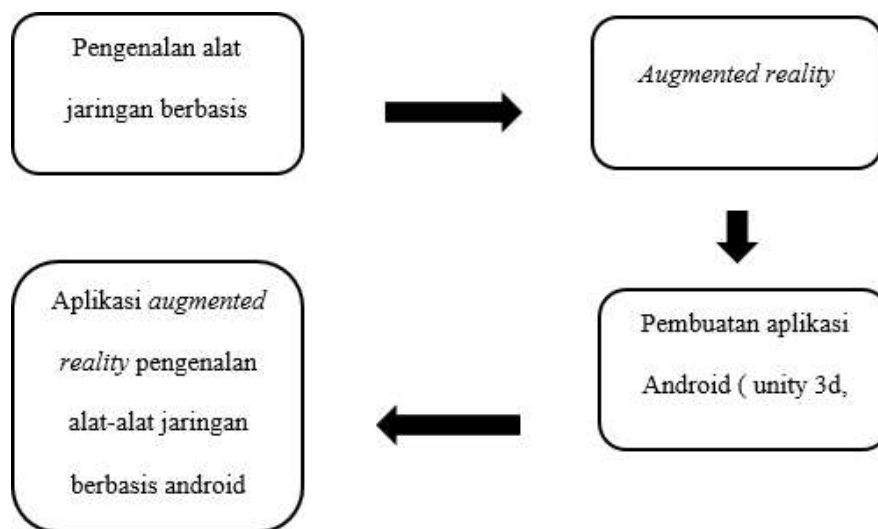 Pengenalan alat
jaringan berbasis
Augmented reality
Pembuatan aplikasi
Android ( unity 3d,
Aplikasi augmented
reality pengenalan
alat-alat jaringan
berbasis android